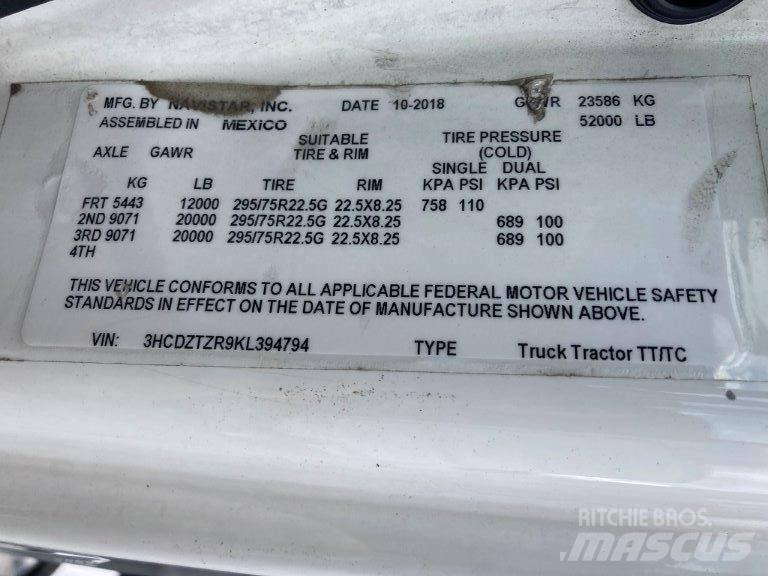 MFG. BY NAVISTAR, INC. DATE 10-2018 GVWR 23586 KG
ASSEMBLED IN MEXICO 52000 LB
SUITABLE TIRE PRESSURE
AXLE GAWR TIRE & RIM (COLD)
SINGLE DUAL
KG LB TIRE RIM KPA PSI KPA PSI
FRT 5443 12000 295/75R22.5G 22.5X8.25 758 110
2ND 9071 20000 295/75R22.5G 22.5X8.25 689 100
3RD 9071 20000 295/75R22.5G 22.5X8.25 689 100
4TH
THIS VEHICLE CONFORMS TO ALL APPLICABLE FEDERAL MOTOR VEHICLE SAFETY
STANDARDS IN EFFECT ON THE DATE OF MANUFACTURE SHOWN ABOVE.
VIN: 3HCDZTZR9KL394794 TYPE Truck Tractor TT/TC
RITCHIE BROS.
MASCUS